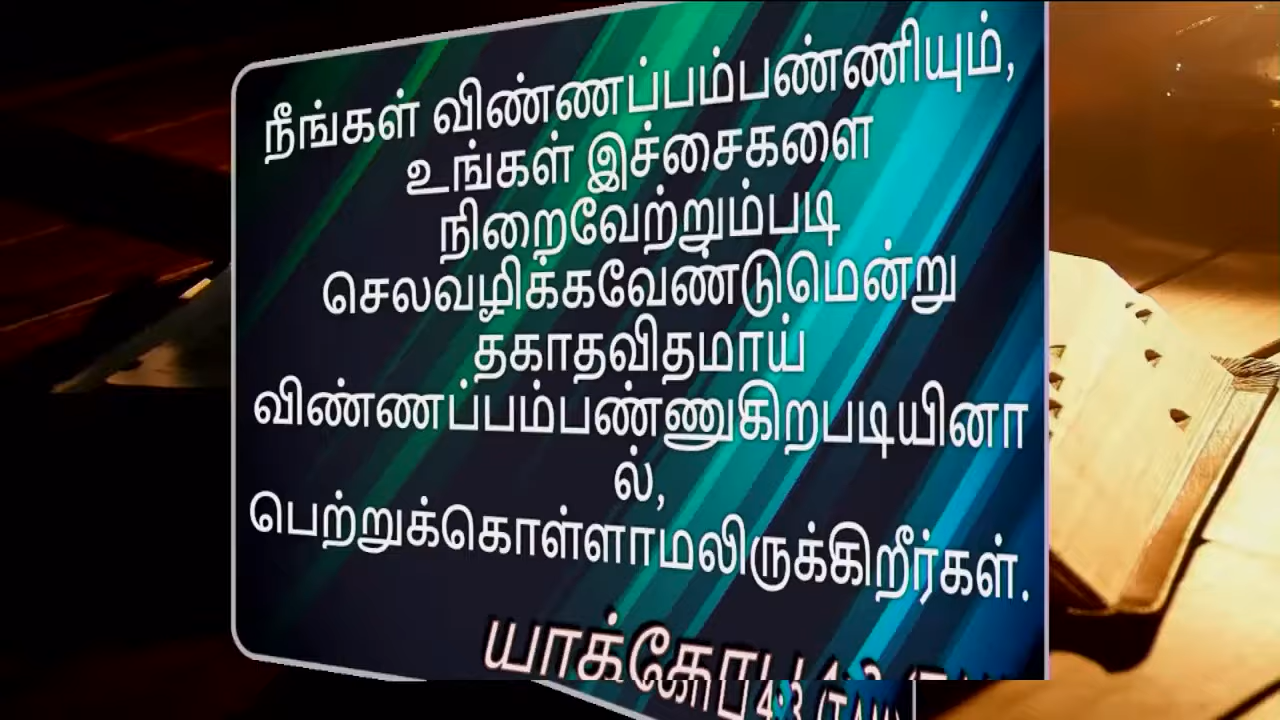 நீங்கள் விண்ணப்பம்பண்ணியும்,
உங்கள் இச்சைகளை
நிறைவேற்றும்படி
செலவழிக்கவேண்டுமென்று
தகாதவிதமாய்
விண்ணப்பம்பண்ணுகிறபடியினா
ல்,
பெற்றுக்கொள்ளாமலிருக்கிறீர்கள்.
யாக்கோபு 4:3